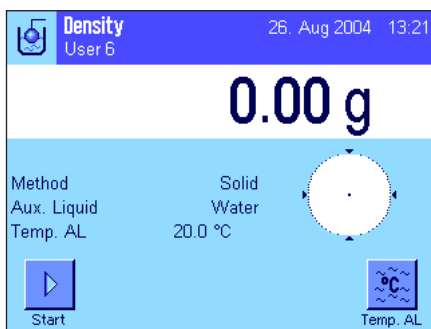 Density 26. Aug 2004 13:21
User 6
0.00 g
Method Solid
Aux. Liquid Water
Temp. AL 20.0 °C
°C
Start Temp. AL